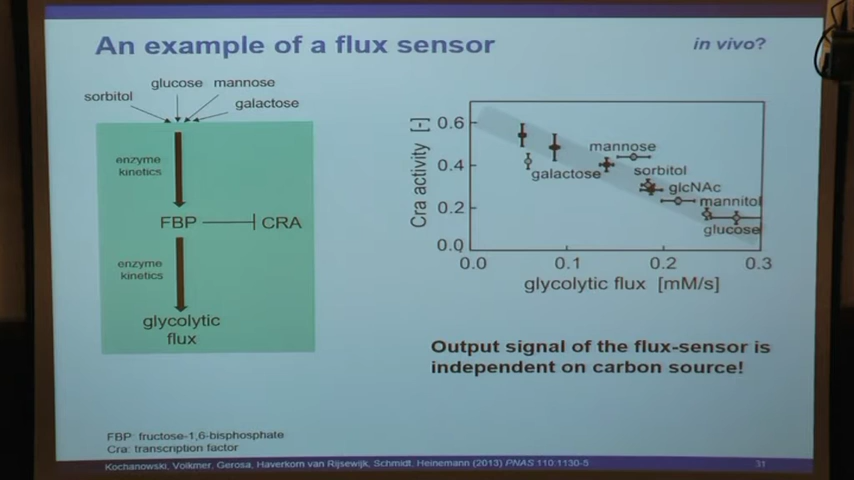 An example of a flux sensor
in vivo?
glucose mannose
sorbitol
galactose
enzyme
kinetics
FBP
CRA
enzyme
kinetics
glycolytic
flux
Cra activity [-]
0.6
0.4
0.2
0.0
0.0
0.1
0.2
0.3
glycolytic flux [mM/s]
mannose
galactose
sorbitol
glcNAc
mannitol
glucose
Output signal of the flux-sensor is
independent on carbon source!
FBP: fructose-1,6-bisphosphate
Cra: transcription factor
Kochanowski, Volkmer, Gerosa, Haverkorn van Rijsewijk, Schmidt, Heinemann (2013) PNAS 110:1130-5
31